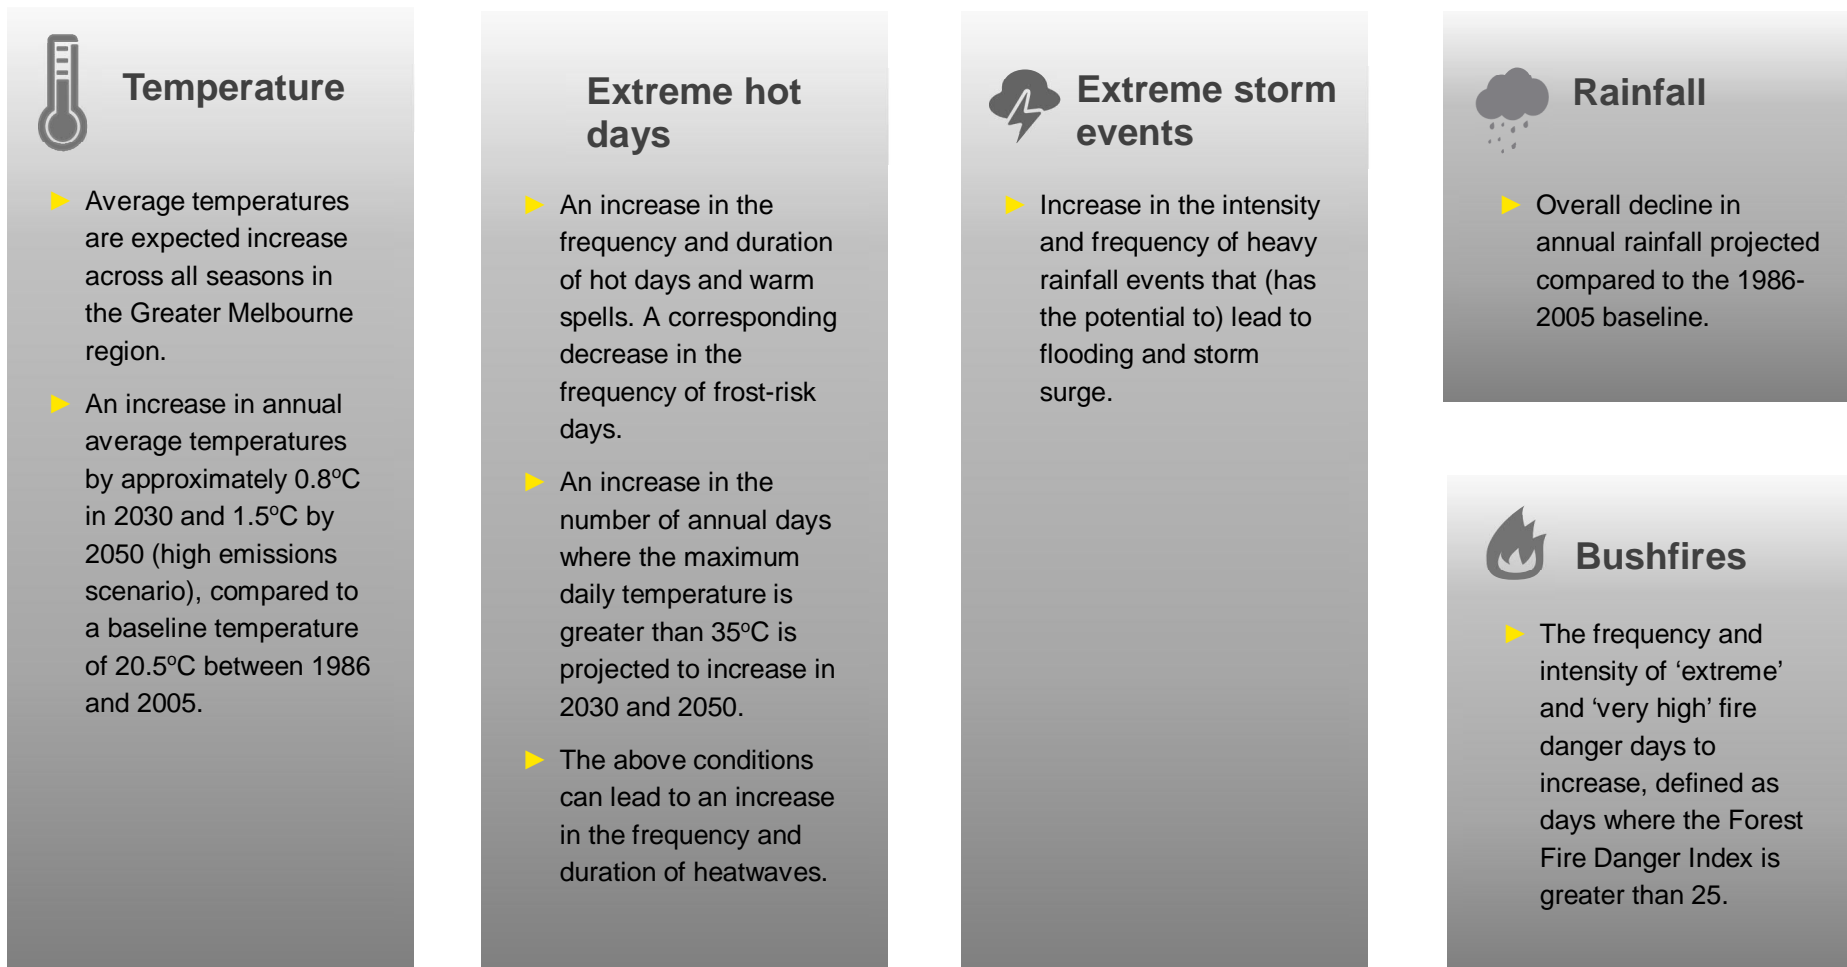 Temperature
► Average temperatures
are expected increase
across all seasons in
the Greater Melbourne
region.
► An increase in annual
average temperatures
by approximately 0.8ºC
in 2030 and 1.5ºC by
2050 (high emissions
scenario), compared to
a baseline temperature
of 20.5ºC between 1986
and 2005.
Extreme hot
days
► An increase in the
frequency and duration
of hot days and warm
spells. A corresponding
decrease in the
frequency of frost-risk
days.
► An increase in the
number of annual days
where the maximum
daily temperature is
greater than 35ºC is
projected to increase in
2030 and 2050.
► The above conditions
can lead to an increase
in the frequency and
duration of heatwaves.
Extreme storm
events
► Increase in the intensity
and frequency of heavy
rainfall events that (has
the potential to) lead to
flooding and storm
surge.
Rainfall
► Overall decline in
annual rainfall projected
compared to the 1986-
2005 baseline.
Bushfires
► The frequency and
intensity of ‘extreme’
and ‘very high’ fire
danger days to
increase, defined as
days where the Forest
Fire Danger Index is
greater than 25.